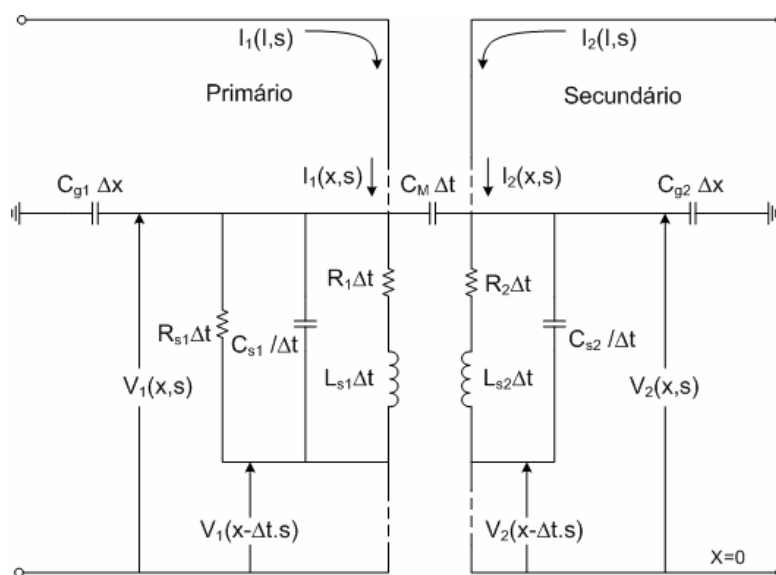 I₁(l,s)
I₂(l,s)
Primário
Secundário
C_g1 Δx
I₁(x,s)
C_M Δt
I₂(x,s)
C_g2 Δx
R₁Δt
R₂Δt
R_s1Δt
C_s1 /Δt
C_s2 /Δt
L_s1Δt
L_s2Δt
V₁(x,s)
V₂(x,s)
V₁(x-Δt.s)
V₂(x-Δt.s)
X=0